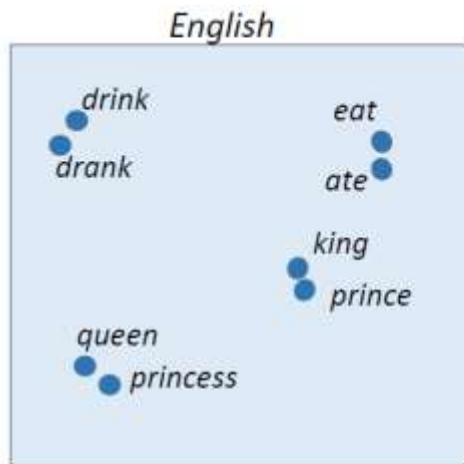 English
drink
drank
eat
ate
king
prince
queen
princess